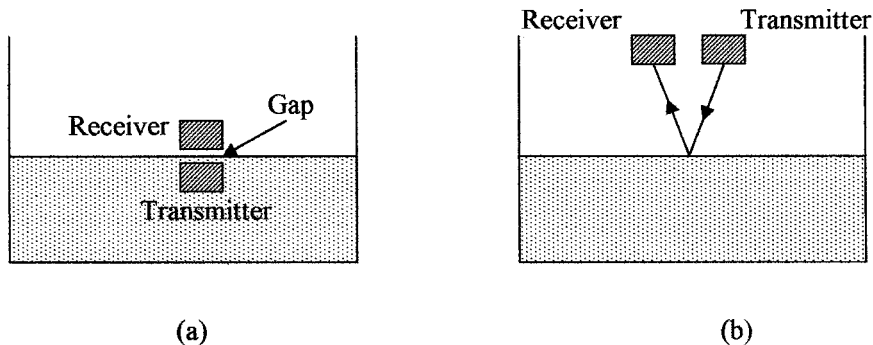 Receiver
Gap
Transmitter
(a)
Receiver
Transmitter
(b)